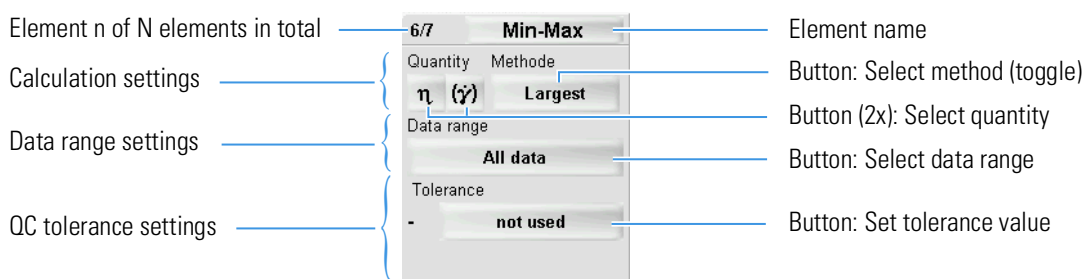 Element n of N elements in total
6/7
Min-Max
Element name
Calculation settings
Quantity
Methode
Button: Select method (toggle)
η
(γ̇)
Largest
Button (2x): Select quantity
Data range settings
Data range
All data
Button: Select data range
QC tolerance settings
Tolerance
-
not used
Button: Set tolerance value